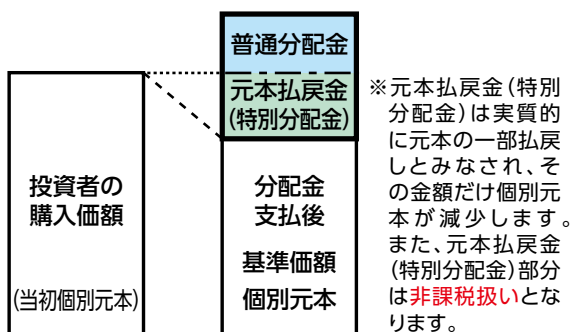 普通分配金
元本払戻金
(特別分配金)
投資者の
購入価額
(当初個別元本)
分配金
支払後
基準価額
個別元本
※元本払戻金(特別
分配金)は実質的
に元本の一部払戻
しとみなされ、そ
の金額だけ個別元
本が減少します。
また、元本払戻金
(特別分配金)部分
は非課税扱いとな
ります。